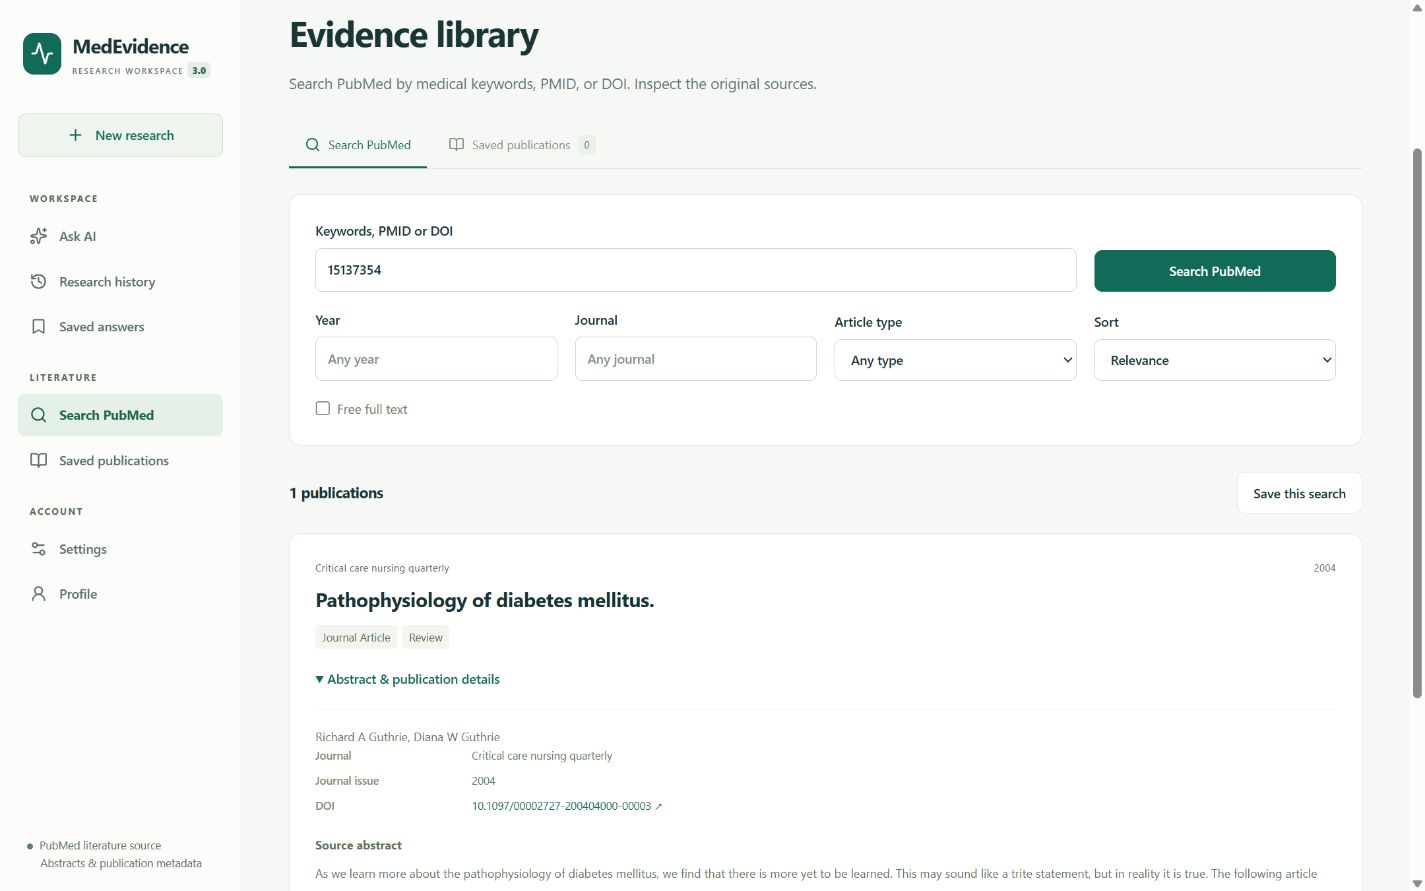 MedEvidence
RESEARCH WORKSPACE 3.0
New research
WORKSPACE
Ask AI
Research history
Saved answers
LITERATURE
Search PubMed
Saved publications
ACCOUNT
Settings
Profile
PubMed literature source
Abstracts & publication metadata
Evidence library
Search PubMed by medical keywords, PMID, or DOI. Inspect the original sources.
Search PubMed
Saved publications 0
Keywords, PMID or DOI
15137354
Search PubMed
Year
Any year
Journal
Any journal
Article type
Any type
Sort
Relevance
Free full text
1 publications
Save this search
Critical care nursing quarterly
2004
Pathophysiology of diabetes mellitus.
Journal Article
Review
▼ Abstract & publication details
Richard A Guthrie, Diana W Guthrie
Journal Critical care nursing quarterly
Journal issue 2004
DOI 10.1097/00002727-200404000-00003 ↗
Source abstract
As we learn more about the pathophysiology of diabetes mellitus, we find that there is more yet to be learned. This may sound like a trite statement, but in reality it is true. The following article